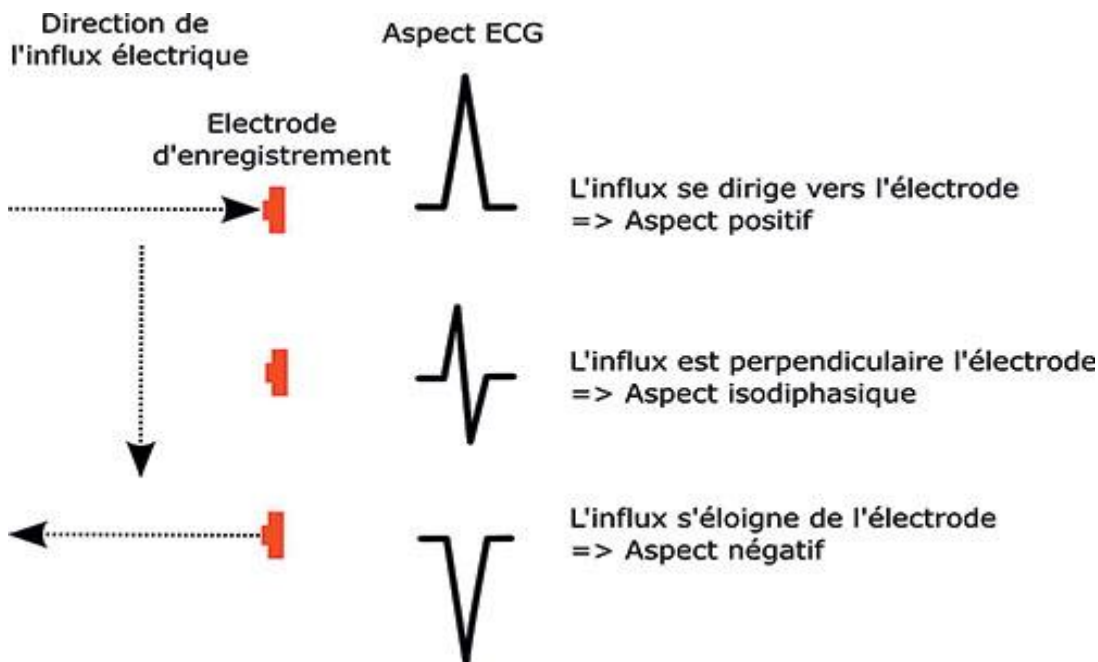 Direction de
l'influx électrique
Aspect ECG
Electrode
d'enregistrement
L'influx se dirige vers l'électrode
=> Aspect positif
L'influx est perpendiculaire l'électrode
=> Aspect isodiphasique
L'influx s'éloigne de l'électrode
=> Aspect négatif